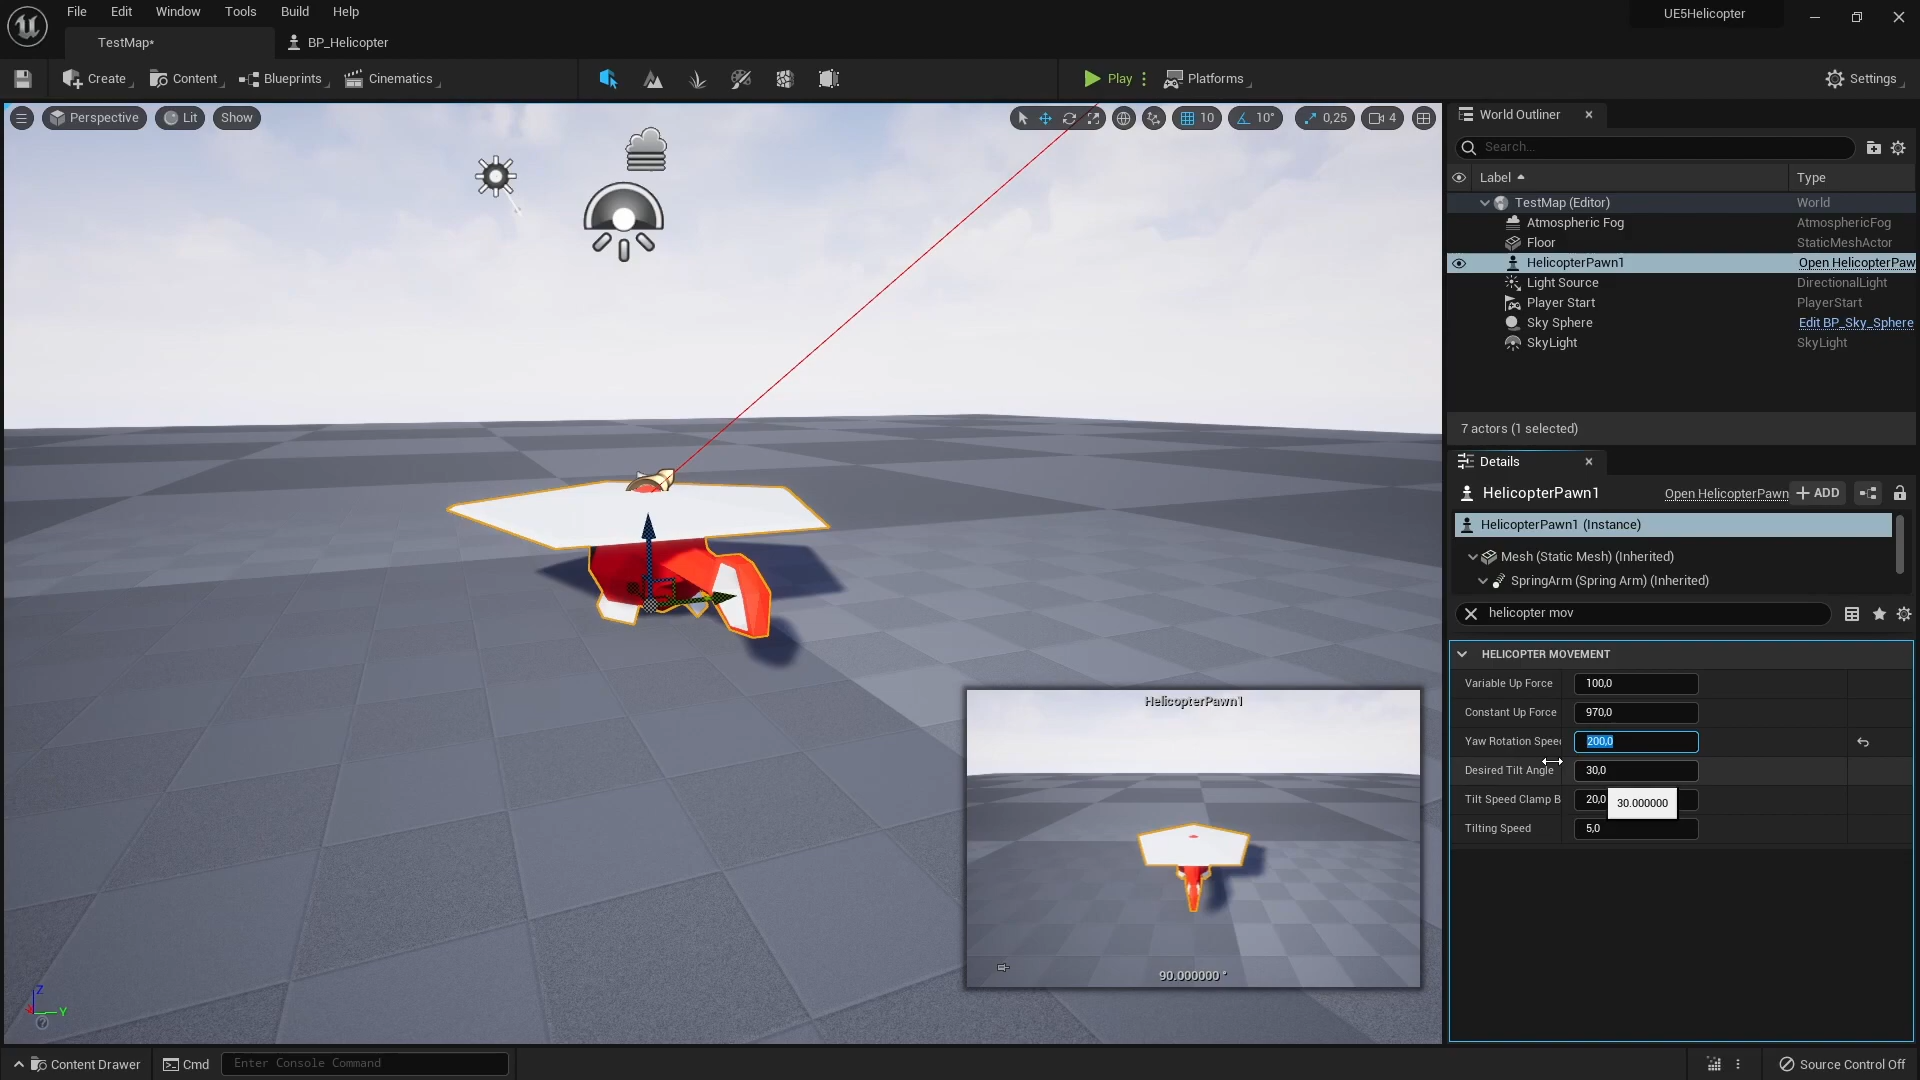 File Edit Window Tools Build Help
UE5Helicopter
TestMap*
BP_Helicopter
Create
Content
Blueprints
Cinematics
Play
Platforms
Settings
Perspective
Lit
Show
10
10°
0,25
4
World Outliner
Search...
Label
Type
TestMap (Editor) World
Atmospheric Fog AtmosphericFog
Floor StaticMeshActor
HelicopterPawn1 Open HelicopterPaw
Light Source DirectionalLight
Player Start PlayerStart
Sky Sphere Edit BP_Sky_Sphere
SkyLight SkyLight
7 actors (1 selected)
Details
HelicopterPawn1 Open HelicopterPawn + ADD
HelicopterPawn1 (Instance)
Mesh (Static Mesh) (Inherited)
SpringArm (Spring Arm) (Inherited)
helicopter mov
HELICOPTER MOVEMENT
Variable Up Force 100,0
Constant Up Force 970,0
Yaw Rotation Speed 200,0
Desired Tilt Angle 30,0
Tilt Speed Clamp B 20,0
30.000000
Tilting Speed 5,0
HelicopterPawn1
90.000000 °
Z
Y
Content Drawer
Cmd
Enter Console Command
Source Control Off